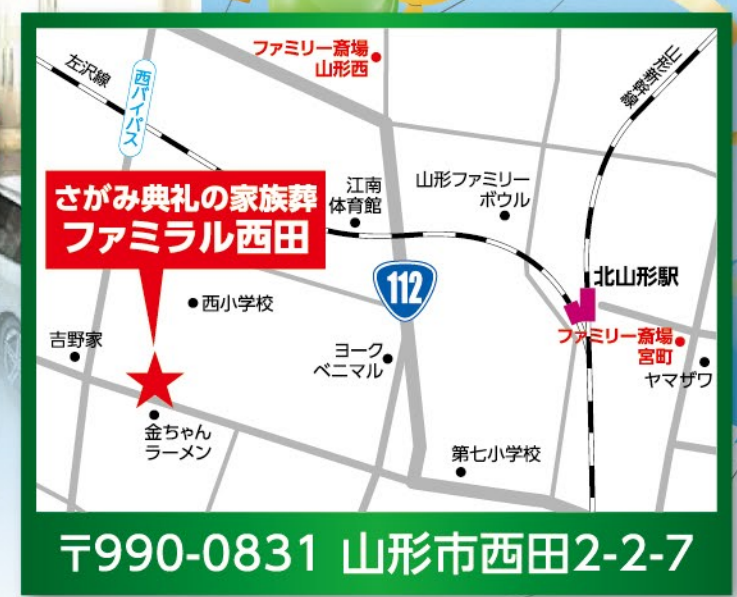 ファミリー斎場
山形西
左沢線
西バイパス
山形新幹線
さがみ典礼の家族葬
ファミラル西田
江南
体育館
山形ファミリー
ボウル
112
北山形駅
西小学校
吉野家
ヨーク
ベニマル
ファミリー斎場
宮町
ヤマザワ
金ちゃん
ラーメン
第七小学校
〒990-0831 山形市西田2-2-7